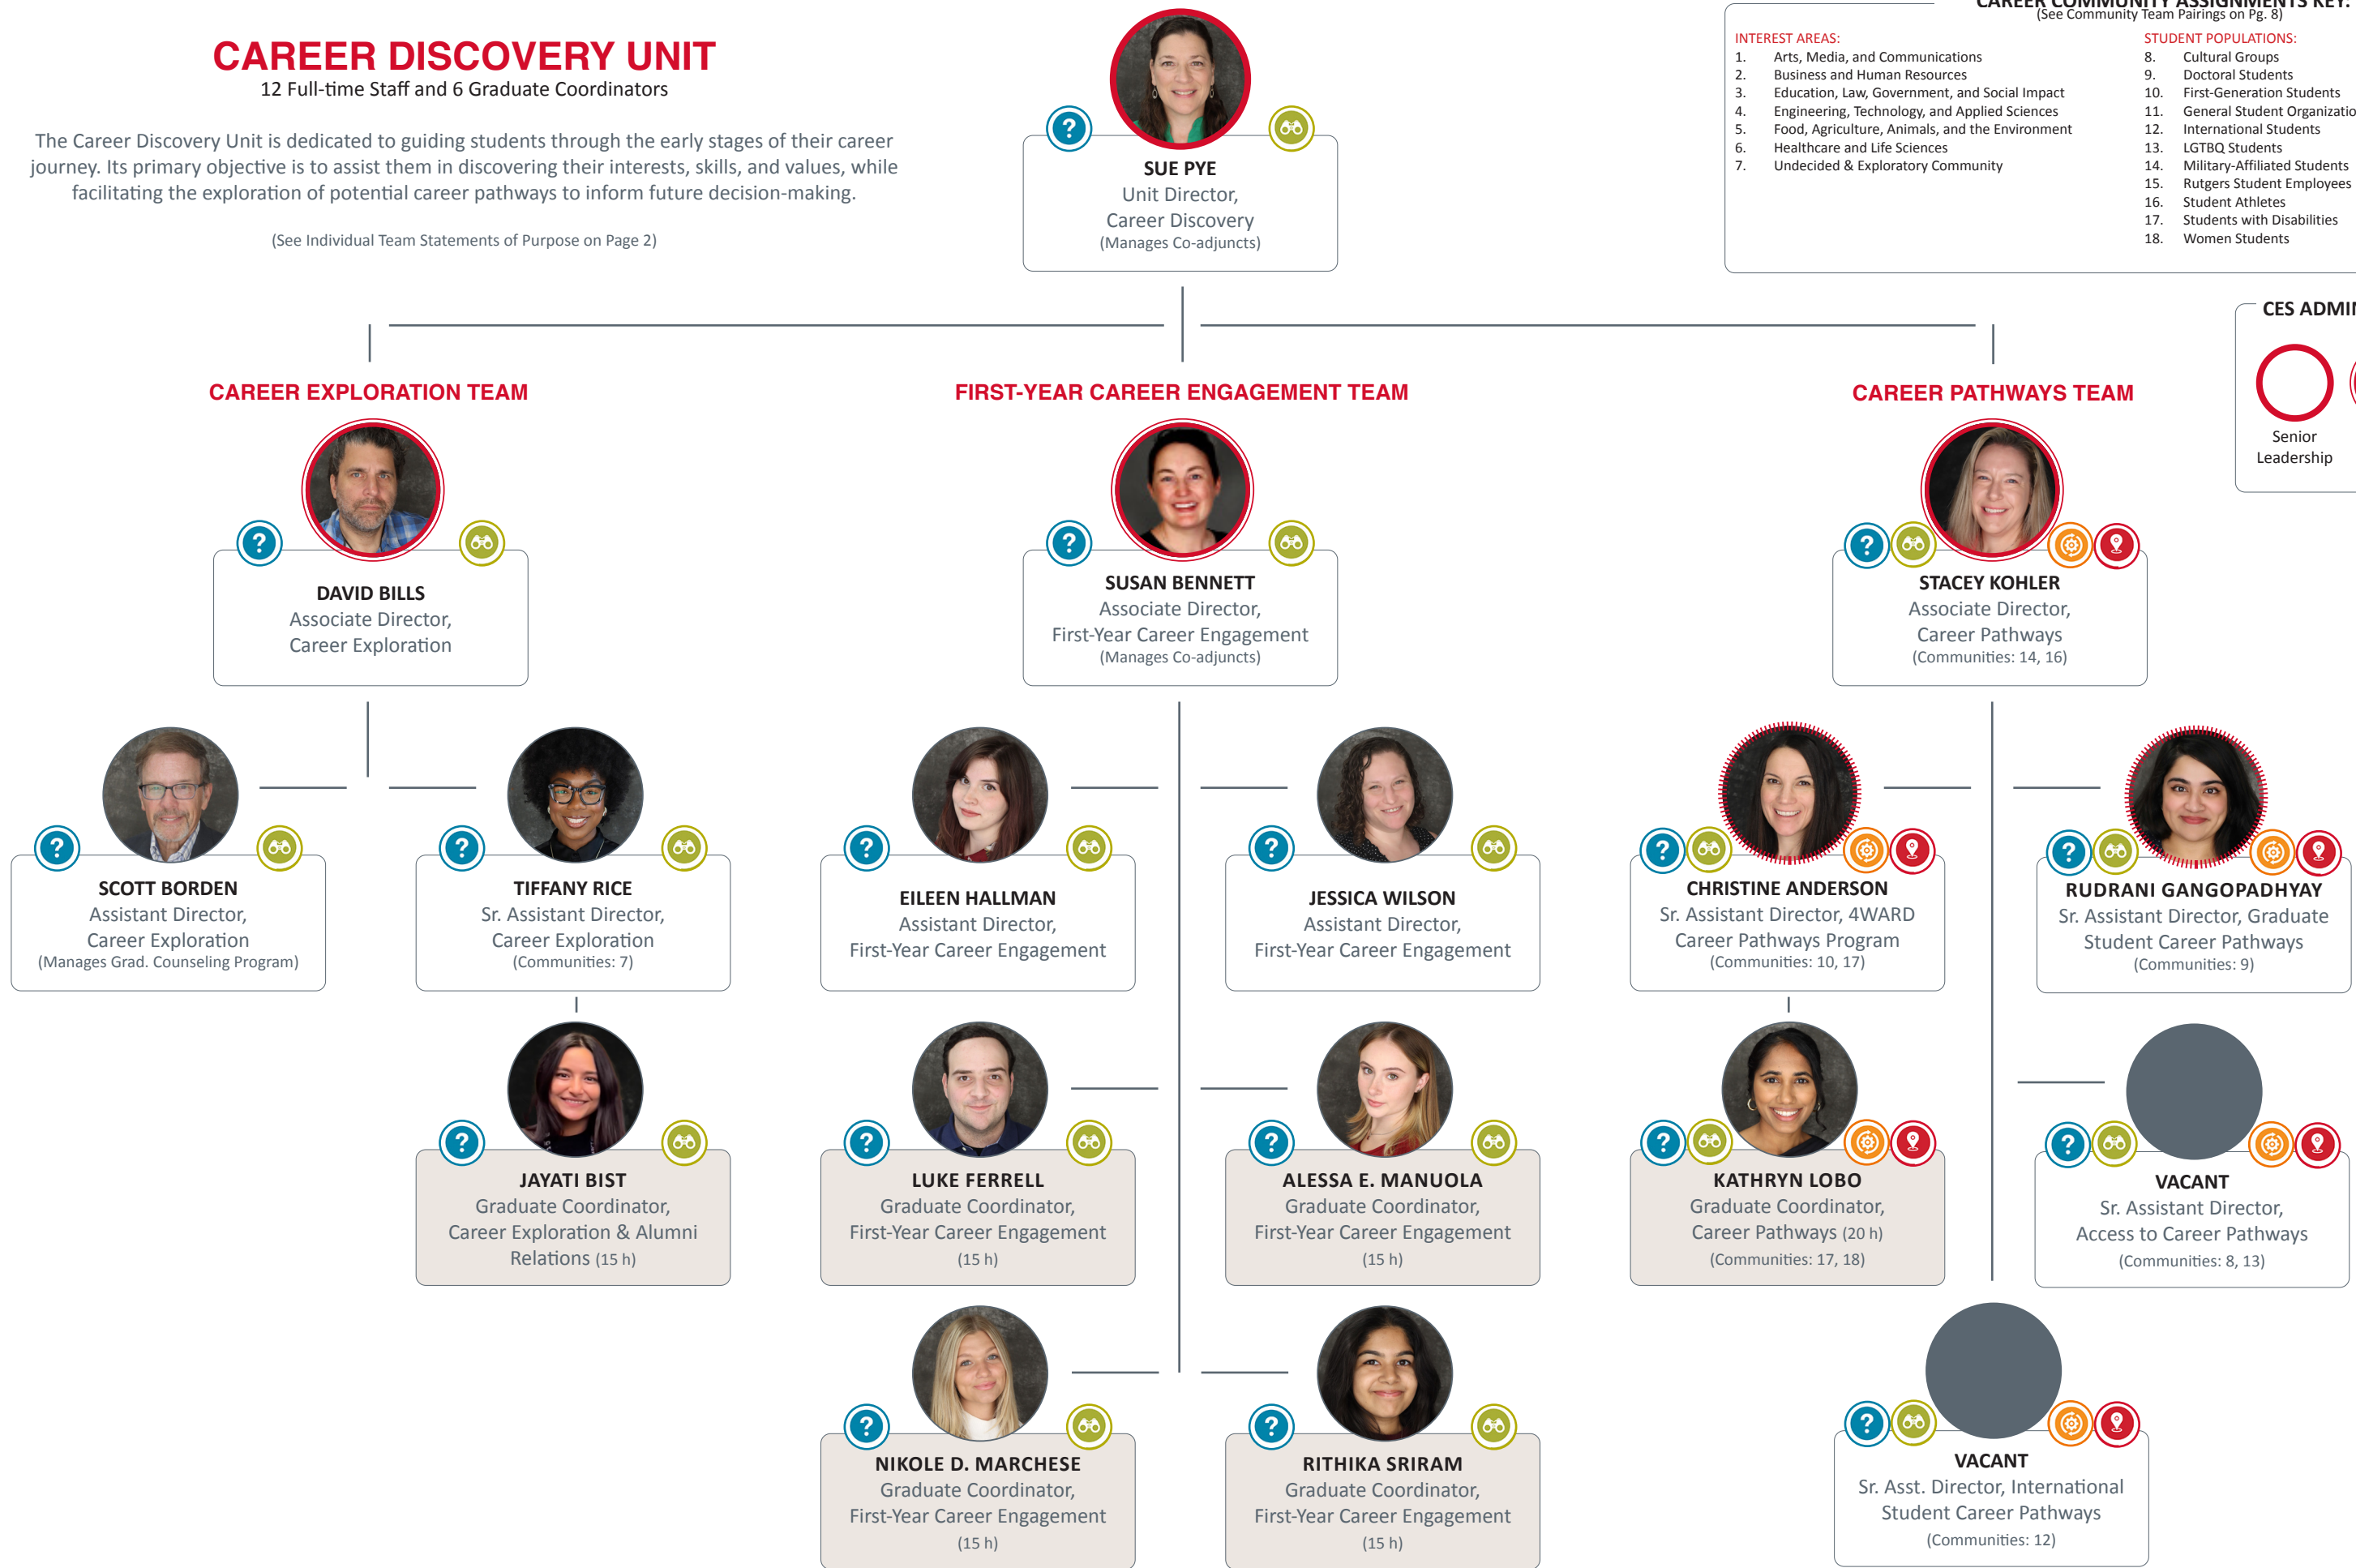 CAREER DISCOVERY UNIT
12 Full-time Staff and 6 Graduate Coordinators
The Career Discovery Unit is dedicated to guiding students through the early stages of their career
journey. Its primary objective is to assist them in discovering their interests, skills, and values, while
facilitating the exploration of potential career pathways to inform future decision-making.
(See Individual Team Statements of Purpose on Page 2)
SUE PYE
Unit Director,
Career Discovery
(Manages Co-adjuncts)
CAREER COMMUNITY ASSIGNMENTS KEY:
(See Community Team Pairings on Pg. 8)
INTEREST AREAS:
1. Arts, Media, and Communications
2. Business and Human Resources
3. Education, Law, Government, and Social Impact
4. Engineering, Technology, and Applied Sciences
5. Food, Agriculture, Animals, and the Environment
6. Healthcare and Life Sciences
7. Undecided & Exploratory Community
STUDENT POPULATIONS:
8. Cultural Groups
9. Doctoral Students
10. First-Generation Students
11. General Student Organizatio
12. International Students
13. LGTBQ Students
14. Military-Affiliated Students
15. Rutgers Student Employees
16. Student Athletes
17. Students with Disabilities
18. Women Students
CES ADMI
Senior
Leadership
CAREER EXPLORATION TEAM
DAVID BILLS
Associate Director,
Career Exploration
SCOTT BORDEN
Assistant Director,
Career Exploration
(Manages Grad. Counseling Program)
TIFFANY RICE
Sr. Assistant Director,
Career Exploration
(Communities: 7)
JAYATI BIST
Graduate Coordinator,
Career Exploration & Alumni
Relations (15 h)
FIRST-YEAR CAREER ENGAGEMENT TEAM
SUSAN BENNETT
Associate Director,
First-Year Career Engagement
(Manages Co-adjuncts)
EILEEN HALLMAN
Assistant Director,
First-Year Career Engagement
JESSICA WILSON
Assistant Director,
First-Year Career Engagement
LUKE FERRELL
Graduate Coordinator,
First-Year Career Engagement
(15 h)
ALESSA E. MANUOLA
Graduate Coordinator,
First-Year Career Engagement
(15 h)
NIKOLE D. MARCHESE
Graduate Coordinator,
First-Year Career Engagement
(15 h)
RITHIKA SRIRAM
Graduate Coordinator,
First-Year Career Engagement
(15 h)
CAREER PATHWAYS TEAM
STACEY KOHLER
Associate Director,
Career Pathways
(Communities: 14, 16)
CHRISTINE ANDERSON
Sr. Assistant Director, 4WARD
Career Pathways Program
(Communities: 10, 17)
RUDRANI GANGOPADHYAY
Sr. Assistant Director, Graduate
Student Career Pathways
(Communities: 9)
KATHRYN LOBO
Graduate Coordinator,
Career Pathways (20 h)
(Communities: 17, 18)
VACANT
Sr. Assistant Director,
Access to Career Pathways
(Communities: 8, 13)
VACANT
Sr. Asst. Director, International
Student Career Pathways
(Communities: 12)